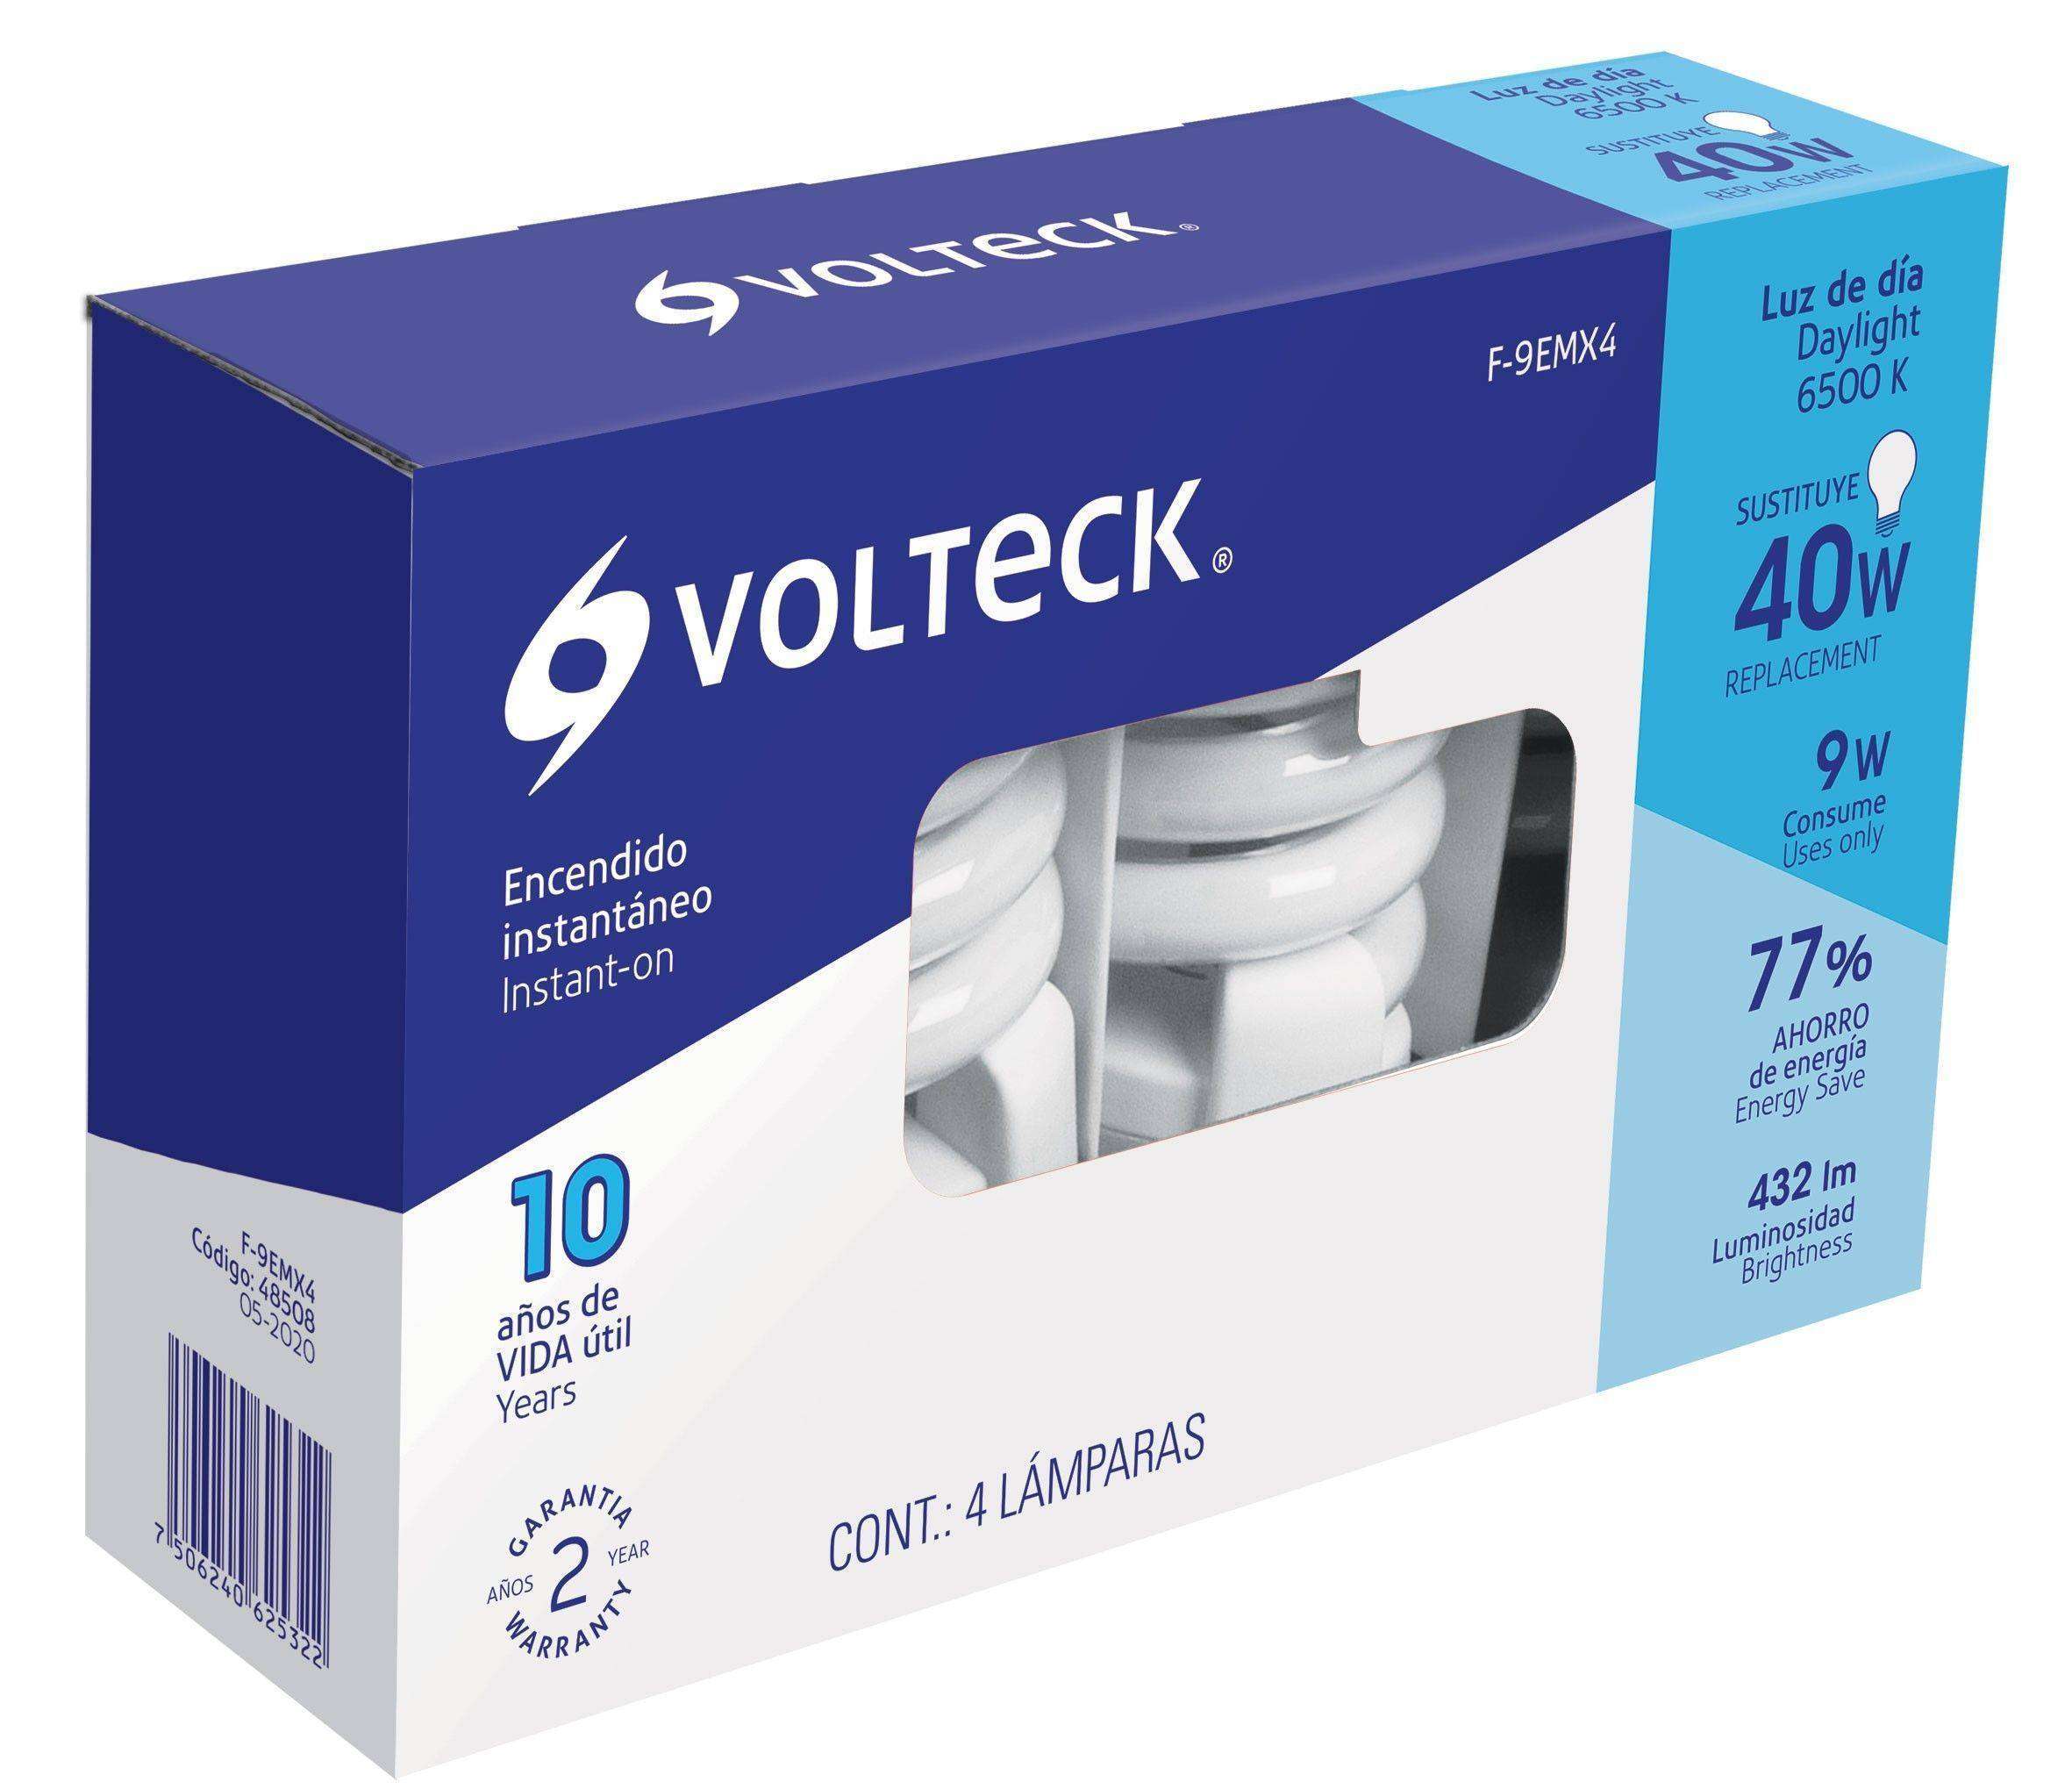 Luz de día
Daylight
6500 K
SUSTITUYE
40W
REPLACEMENT
VOLTECK®
F-9EMX4
VOLTECK®
Encendido
instantáneo
Instant-on
10
años de
VIDA útil
Years
GARANTIA
AÑOS 2 YEAR
WARRANTY
CONT.: 4 LÁMPARAS
Luz de día
Daylight
6500 K
SUSTITUYE
40W
REPLACEMENT
9W
Consume
Uses only
77%
AHORRO
de energía
Energy Save
432 lm
Luminosidad
Brightness
F-9EMX4
Código: 48508
05-2020
7 506240 625322